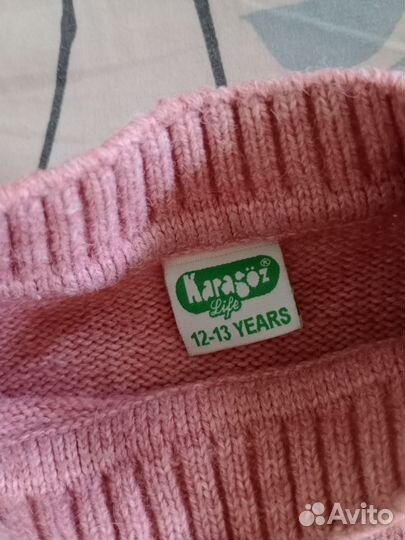 Karagöz®
Life
12-13 YEARS
Avito